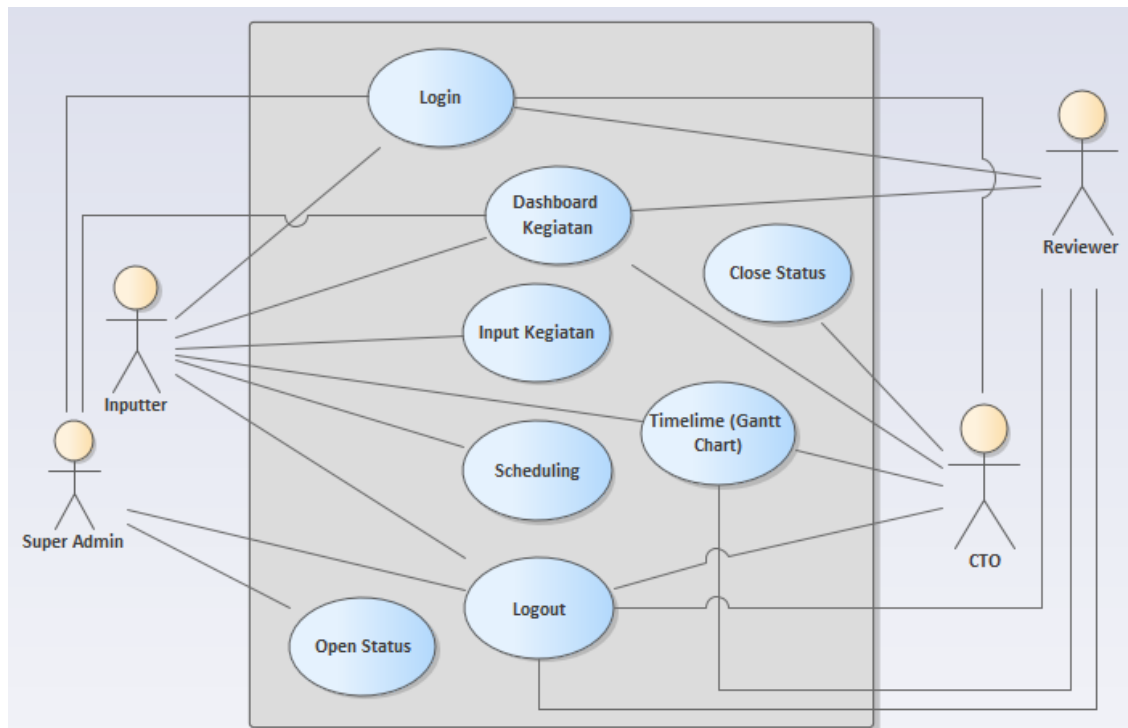 Login
Dashboard
Kegiatan
Reviewer
Close Status
Input Kegiatan
Inputter
Timelime (Gantt
Chart)
Scheduling
Super Admin
CTO
Logout
Open Status